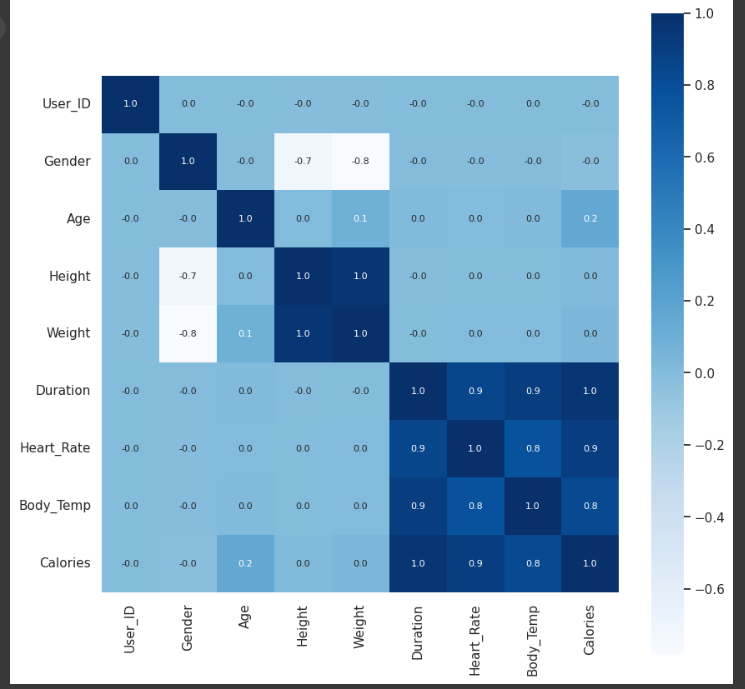 1.0
User_ID 1.0 0.0 -0.0 -0.0 -0.0 -0.0 -0.0 0.0 -0.0
0.8
Gender 0.0 1.0 -0.0 -0.7 -0.8 -0.0 -0.0 -0.0 -0.0
0.6
Age -0.0 -0.0 1.0 0.0 0.1 0.0 0.0 0.0 0.2
0.4
Height -0.0 -0.7 0.0 1.0 1.0 -0.0 0.0 0.0 0.0
0.2
Weight -0.0 -0.8 0.1 1.0 1.0 -0.0 0.0 0.0 0.0
0.0
Duration -0.0 -0.0 0.0 -0.0 -0.0 1.0 0.9 0.9 1.0
−0.2
Heart_Rate -0.0 -0.0 0.0 0.0 0.0 0.9 1.0 0.8 0.9
Body_Temp 0.0 -0.0 0.0 0.0 0.0 0.9 0.8 1.0 0.8
−0.4
Calories -0.0 -0.0 0.2 0.0 0.0 1.0 0.9 0.8 1.0
−0.6
User_ID Gender Age Height Weight Duration Heart_Rate Body_Temp Calories